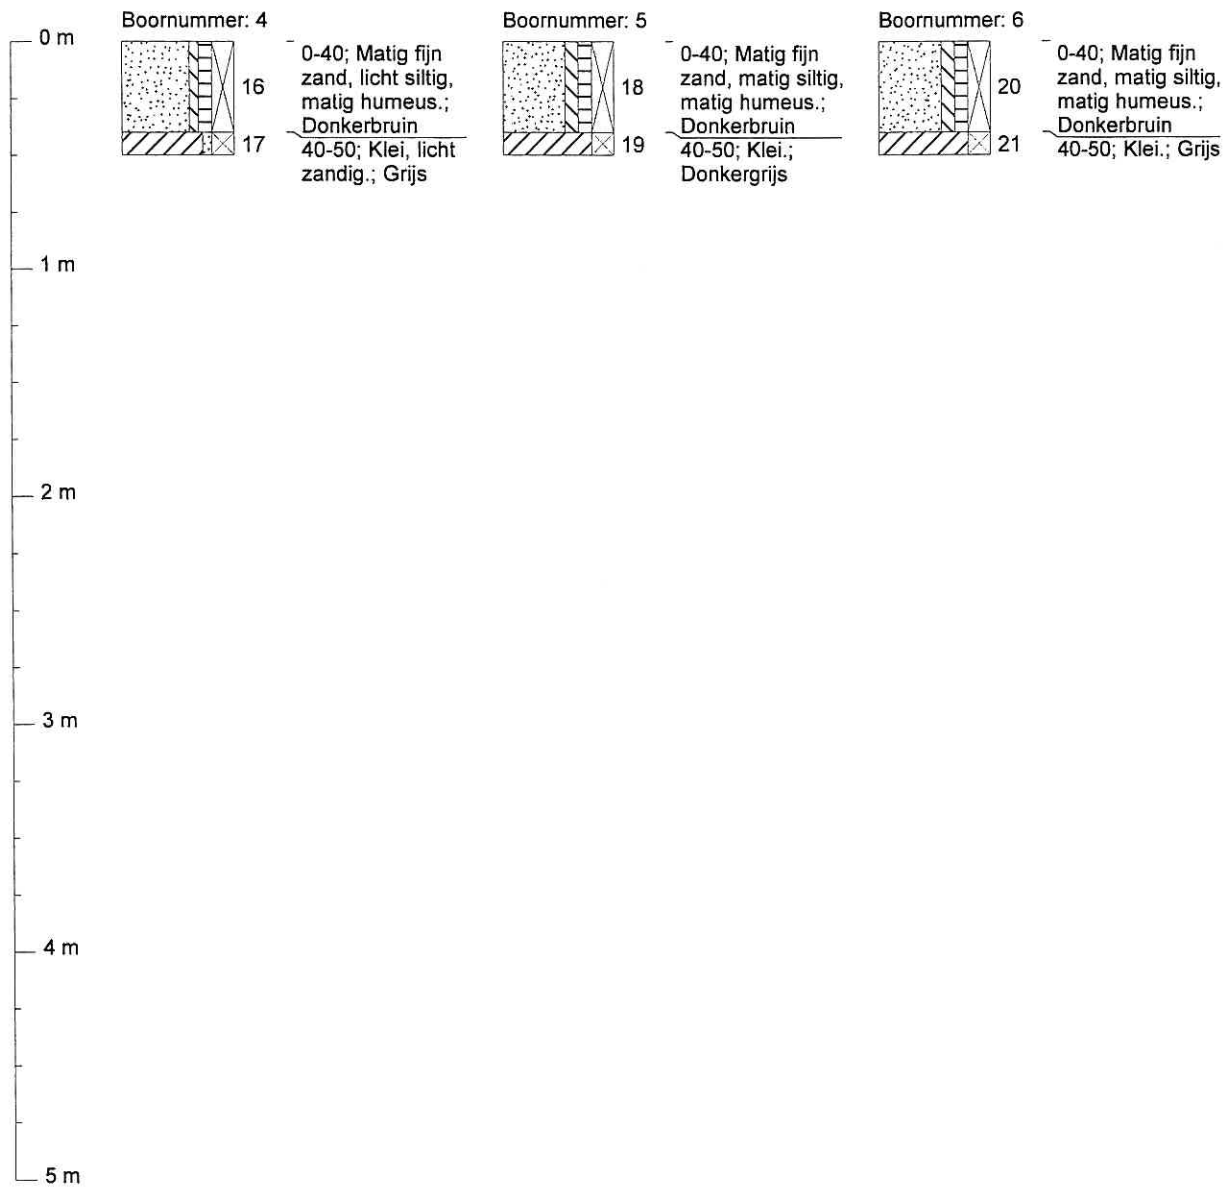 Boornummer: 4
0-40; Matig fijn
zand, licht siltig,
matig humeus.;
Donkerbruin
40-50; Klei, licht
zandig.; Grijs
16
17
Boornummer: 5
0-40; Matig fijn
zand, matig siltig,
matig humeus.;
Donkerbruin
40-50; Klei.;
Donkergrijs
18
19
Boornummer: 6
0-40; Matig fijn
zand, matig siltig,
matig humeus.;
Donkerbruin
40-50; Klei.; Grijs
20
21
0 m
1 m
2 m
3 m
4 m
5 m